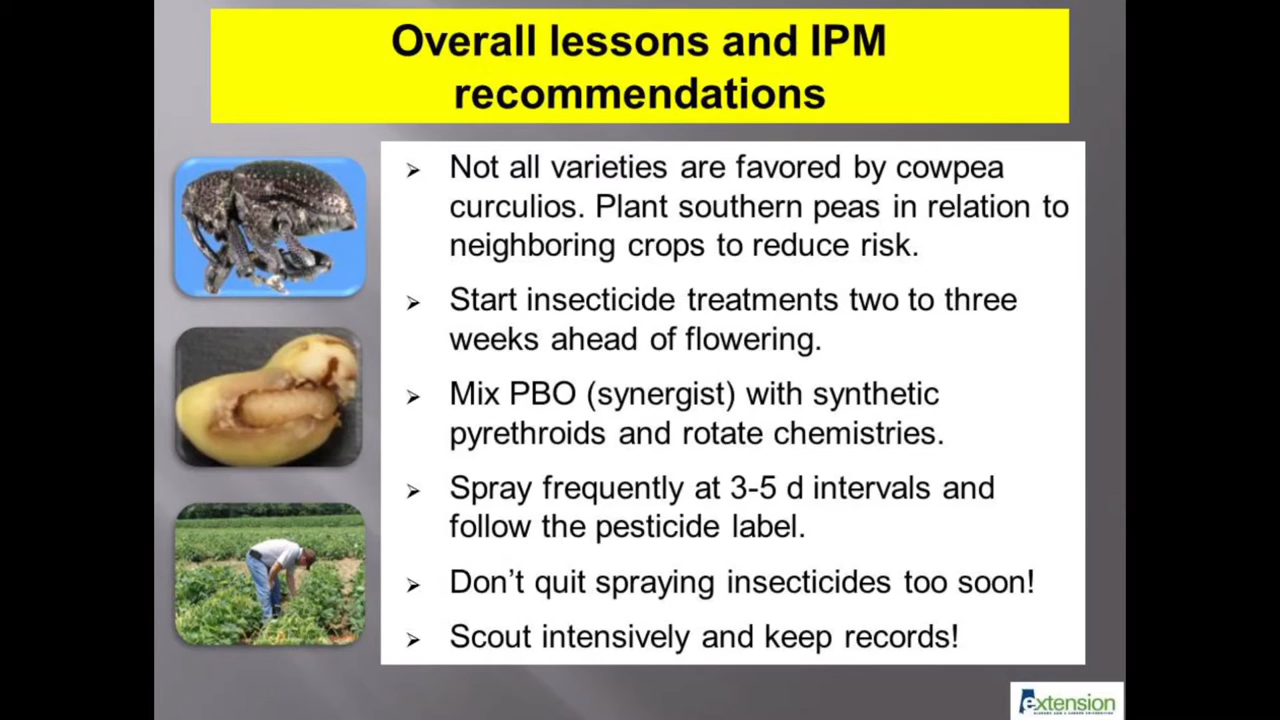 Overall lessons and IPM
recommendations
Not all varieties are favored by cowpea
curculios. Plant southern peas in relation to
neighboring crops to reduce risk.
Start insecticide treatments two to three
weeks ahead of flowering.
Mix PBO (synergist) with synthetic
pyrethroids and rotate chemistries.
Spray frequently at 3-5 d intervals and
follow the pesticide label.
Don’t quit spraying insecticides too soon!
Scout intensively and keep records!
extension